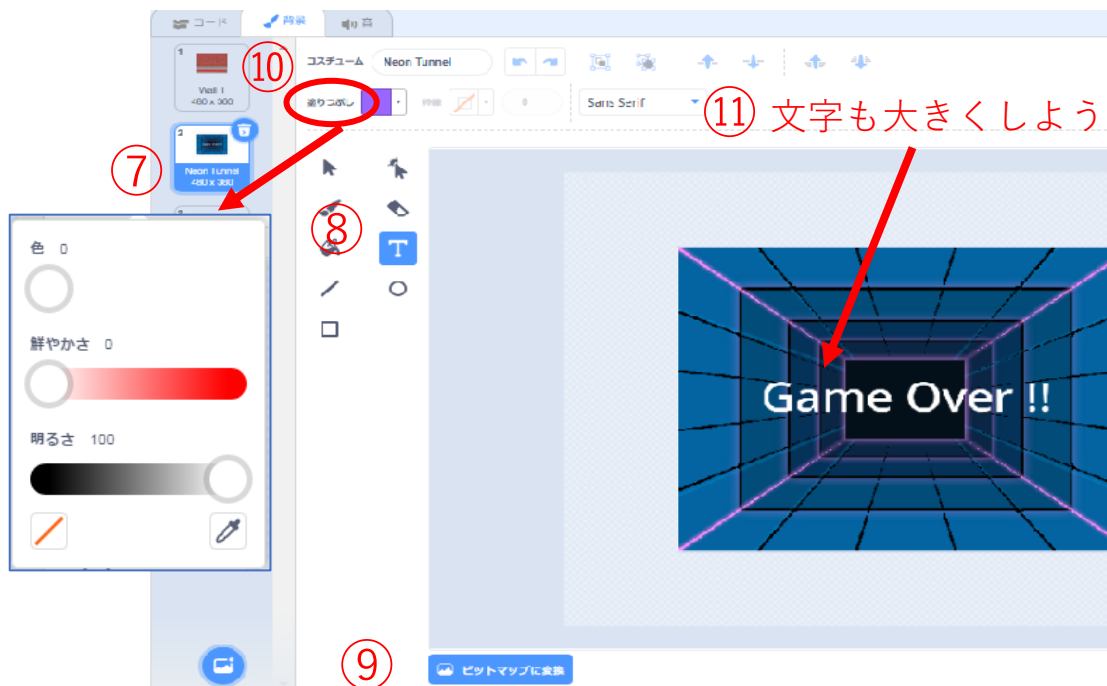 コード 背景 音
⑩ コスチューム Neon Tunnel
塗りつぶし 枠線 0 Sans Serif
⑪ 文字も大きくしよう
1
Wall 1
480 x 360
2
⑦ Neon Tunnel
480 x 360
⑧
T
色 0
鮮やかさ 0
明るさ 100
Game Over !!
⑨ ビットマップに変換